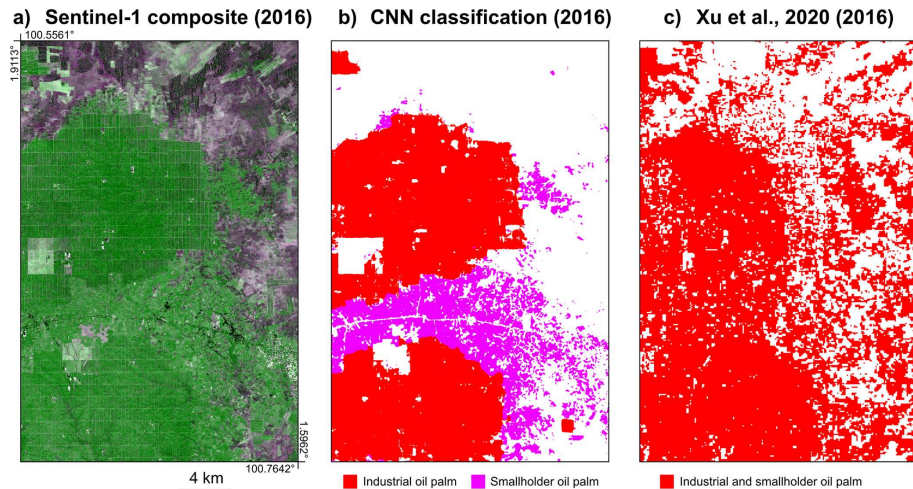 a) Sentinel-1 composite (2016)
b) CNN classification (2016)
c) Xu et al., 2020 (2016)
100.5561°
1.9113°
1.5962°
100.7642°
4 km
Industrial oil palm
Smallholder oil palm
Industrial and smallholder oil palm